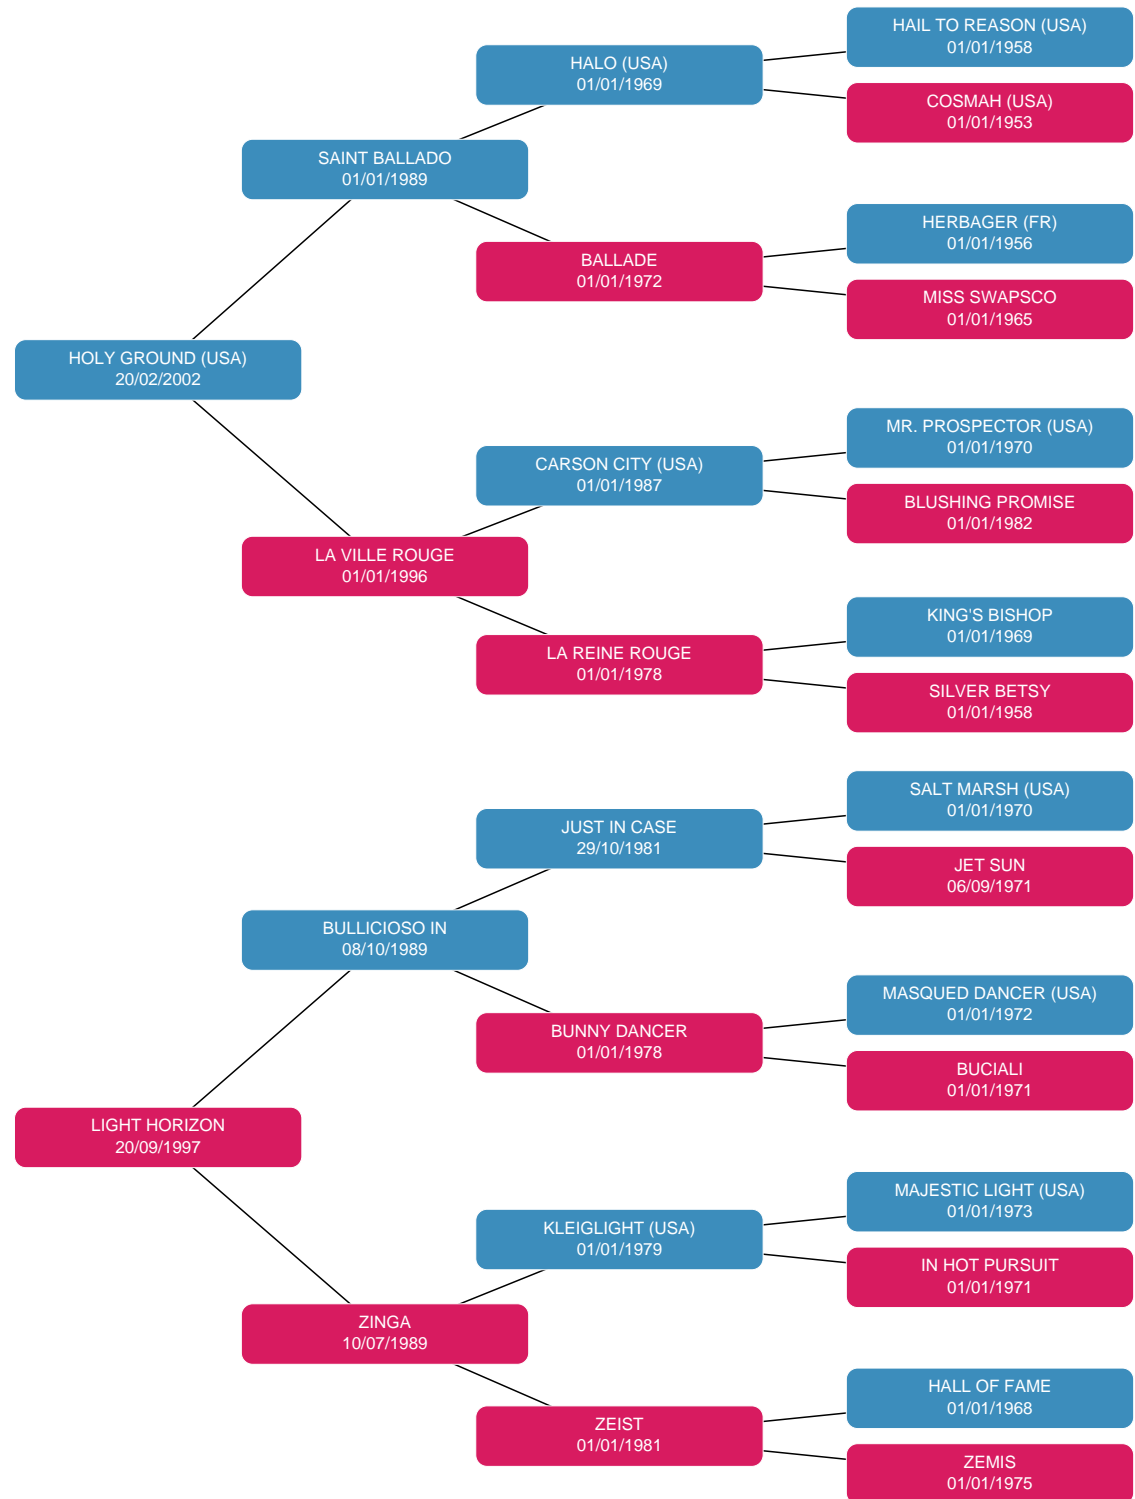 HAIL TO REASON (USA)
01/01/1958
HALO (USA)
01/01/1969
COSMAH (USA)
01/01/1953
SAINT BALLADO
01/01/1989
HERBAGER (FR)
01/01/1956
BALLADE
01/01/1972
MISS SWAPSCO
01/01/1965
HOLY GROUND (USA)
20/02/2002
MR. PROSPECTOR (USA)
01/01/1970
CARSON CITY (USA)
01/01/1987
BLUSHING PROMISE
01/01/1982
LA VILLE ROUGE
01/01/1996
KING'S BISHOP
01/01/1969
LA REINE ROUGE
01/01/1978
SILVER BETSY
01/01/1958
SALT MARSH (USA)
01/01/1970
JUST IN CASE
29/10/1981
JET SUN
06/09/1971
BULLICIOSO IN
08/10/1989
MASQUED DANCER (USA)
01/01/1972
BUNNY DANCER
01/01/1978
BUCIALI
01/01/1971
LIGHT HORIZON
20/09/1997
MAJESTIC LIGHT (USA)
01/01/1973
KLEIGLIGHT (USA)
01/01/1979
IN HOT PURSUIT
01/01/1971
ZINGA
10/07/1989
HALL OF FAME
01/01/1968
ZEIST
01/01/1981
ZEMIS
01/01/1975